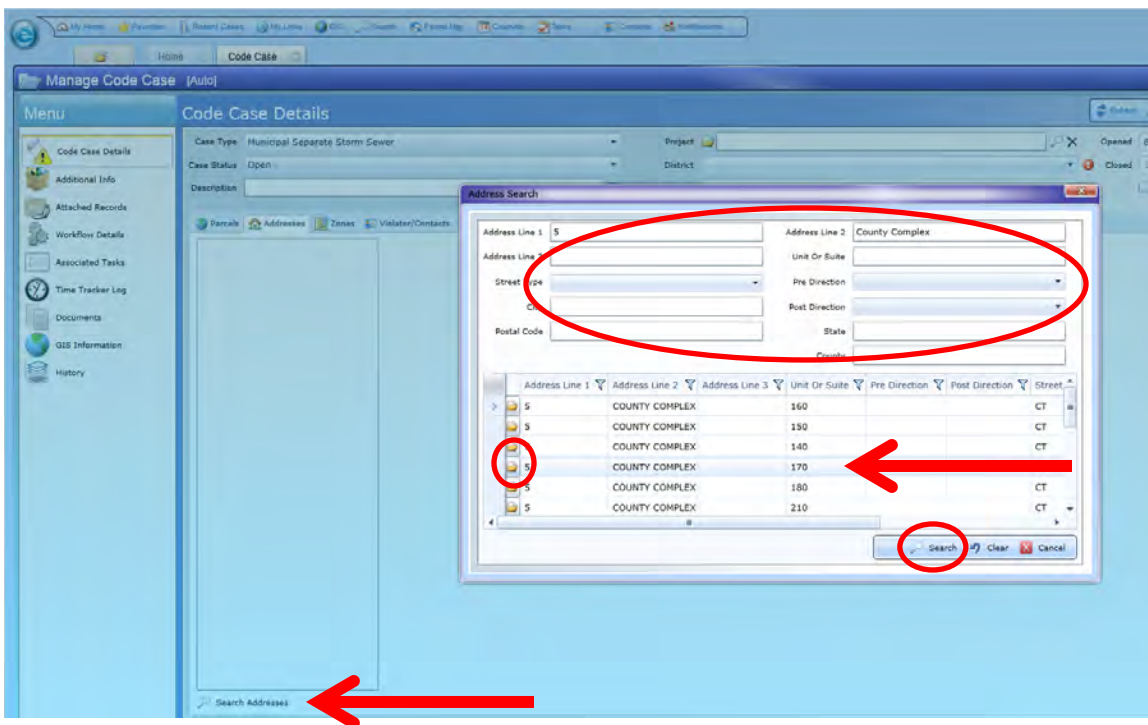 My Home Favorites Recent Cases My Links GIS Search Parcel Map Calendar Tasks
Home Code Case
Manage Code Case [Auto]
Menu
Code Case Details
Additional Info
Attached Records
Workflow Details
Associated Tasks
Time Tracker Log
Documents
GIS Information
History
Code Case Details
Case Type Municipal Separate Storm Sewer Project Opened
Case Status Open District Closed
Description
Parcels Addresses Zones Violator/Contacts
Address Search
Address Line 1 5 Address Line 2 County Complex
Address Line Unit Or Suite
Street Type Pre Direction
Post Direction
Postal Code State
County
Address Line 1 Address Line 2 Address Line 3 Unit Or Suite Pre Direction Post Direction Street
5 COUNTY COMPLEX 160 CT
5 COUNTY COMPLEX 150 CT
5 COUNTY COMPLEX 140 CT
5 COUNTY COMPLEX 170
5 COUNTY COMPLEX 180 CT
5 COUNTY COMPLEX 210 CT
Search Clear Cancel
Search Addresses